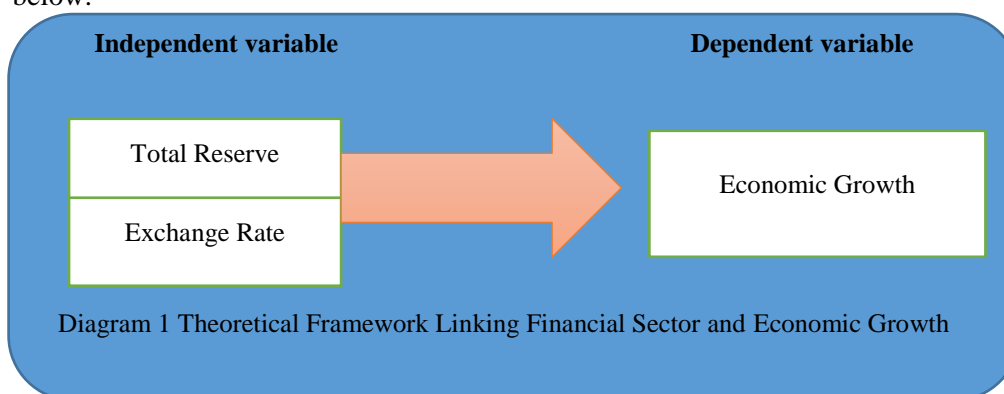 below.
Independent variable
Dependent variable
Total Reserve
Exchange Rate
Economic Growth
Diagram 1 Theoretical Framework Linking Financial Sector and Economic Growth